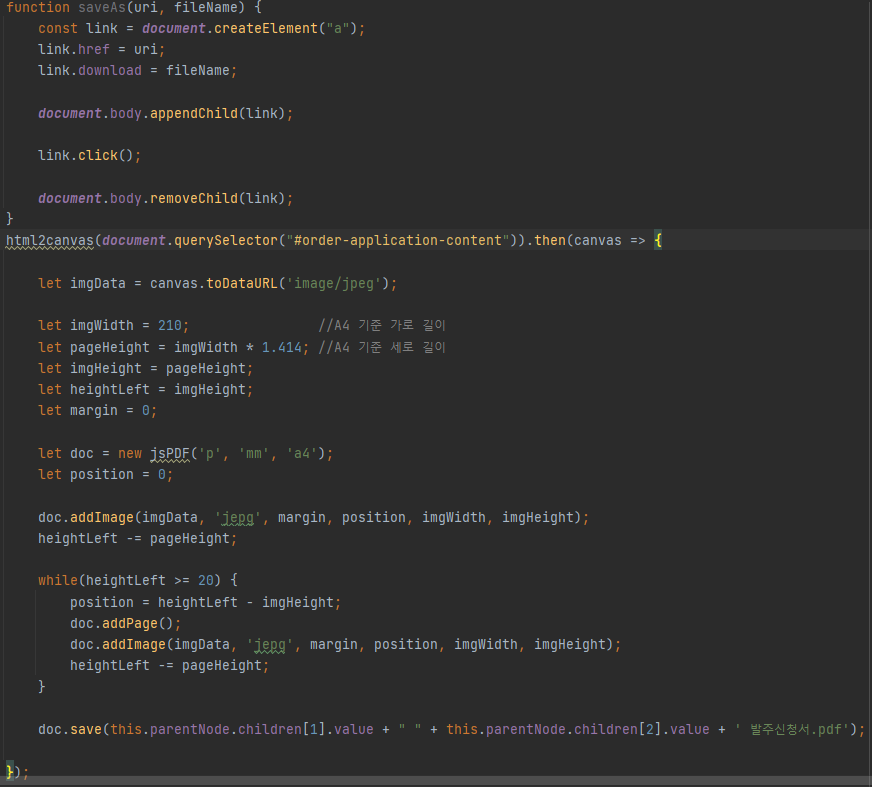 function saveAs(uri, fileName) {
const link = document.createElement("a");
link.href = uri;
link.download = fileName;
document.body.appendChild(link);
link.click();
document.body.removeChild(link);
}
html2canvas(document.querySelector("#order-application-content")).then(canvas => {
let imgData = canvas.toDataURL('image/jpeg');
let imgWidth = 210; //A4 기준 가로 길이
let pageHeight = imgWidth * 1.414; //A4 기준 세로 길이
let imgHeight = pageHeight;
let heightLeft = imgHeight;
let margin = 0;
let doc = new jsPDF('p', 'mm', 'a4');
let position = 0;
doc.addImage(imgData, 'jepg', margin, position, imgWidth, imgHeight);
heightLeft -= pageHeight;
while(heightLeft >= 20) {
position = heightLeft - imgHeight;
doc.addPage();
doc.addImage(imgData, 'jepg', margin, position, imgWidth, imgHeight);
heightLeft -= pageHeight;
}
doc.save(this.parentNode.children[1].value + " " + this.parentNode.children[2].value + ' 발주신청서.pdf');
});